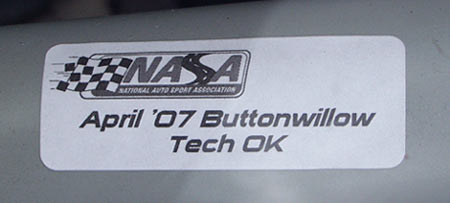 NASA
NATIONAL AUTO SPORT ASSOCIATION
April '07 Buttonwillow
Tech OK